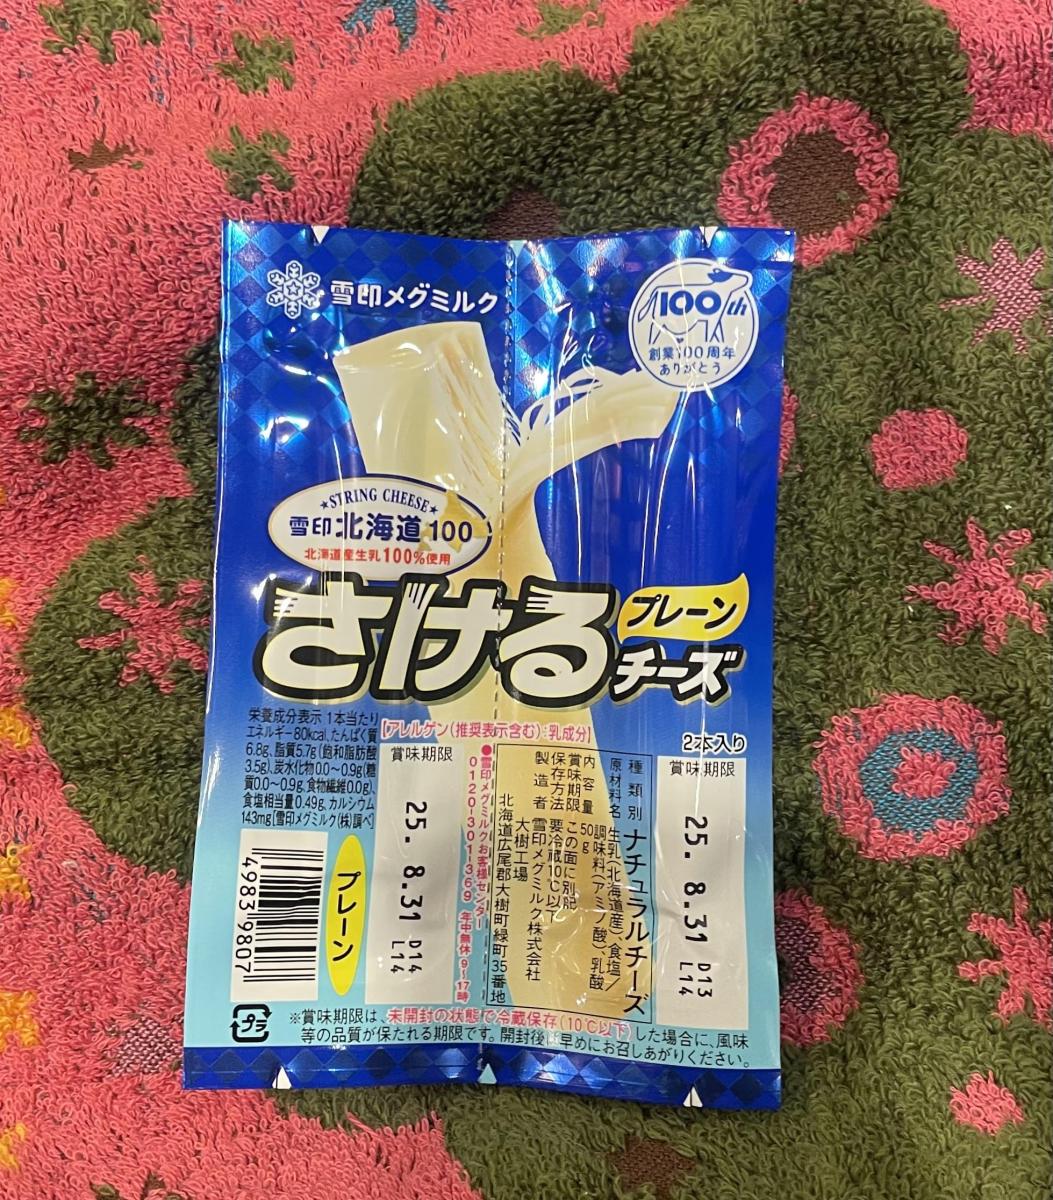 雪印メグミルク
100th
創業100周年
ありがとう
★STRING CHEESE★
雪印北海道100
北海道産生乳100%使用
さける
プレーン
チーズ
2本入り
栄養成分表示 1本当たり
エネルギー80kcal、たんぱく質
6.8g、脂質5.7g(飽和脂肪酸
3.5g)、炭水化物0.0〜0.9g(糖
質0.0〜0.9g、食物繊維0.0g)、
食塩相当量0.49g、カルシウム
143mg[雪印メグミルク(株)調べ]
【アレルゲン(推奨表示含む):乳成分】
賞味期限
25. 8.31
D14
L14
●雪印メグミルクお客様センター
0120-301-369 年中無休 9〜17時
種類別 ナチュラルチーズ
原材料名 生乳(北海道産)、食塩/
調味料(アミノ酸)、乳酸
内容量 50g
賞味期限 この面に別記
保存方法 要冷蔵10℃以下
製造者 雪印メグミルク株式会社
大樹工場
北海道広尾郡大樹町緑町35番地
賞味期限
25. 8.31
D13
L14
4983 9807
プレーン
プラ
※賞味期限は、未開封の状態で冷蔵保存(10℃以下)した場合に、風味
等の品質が保たれる期限です。開封後は早めにお召しあがりください。